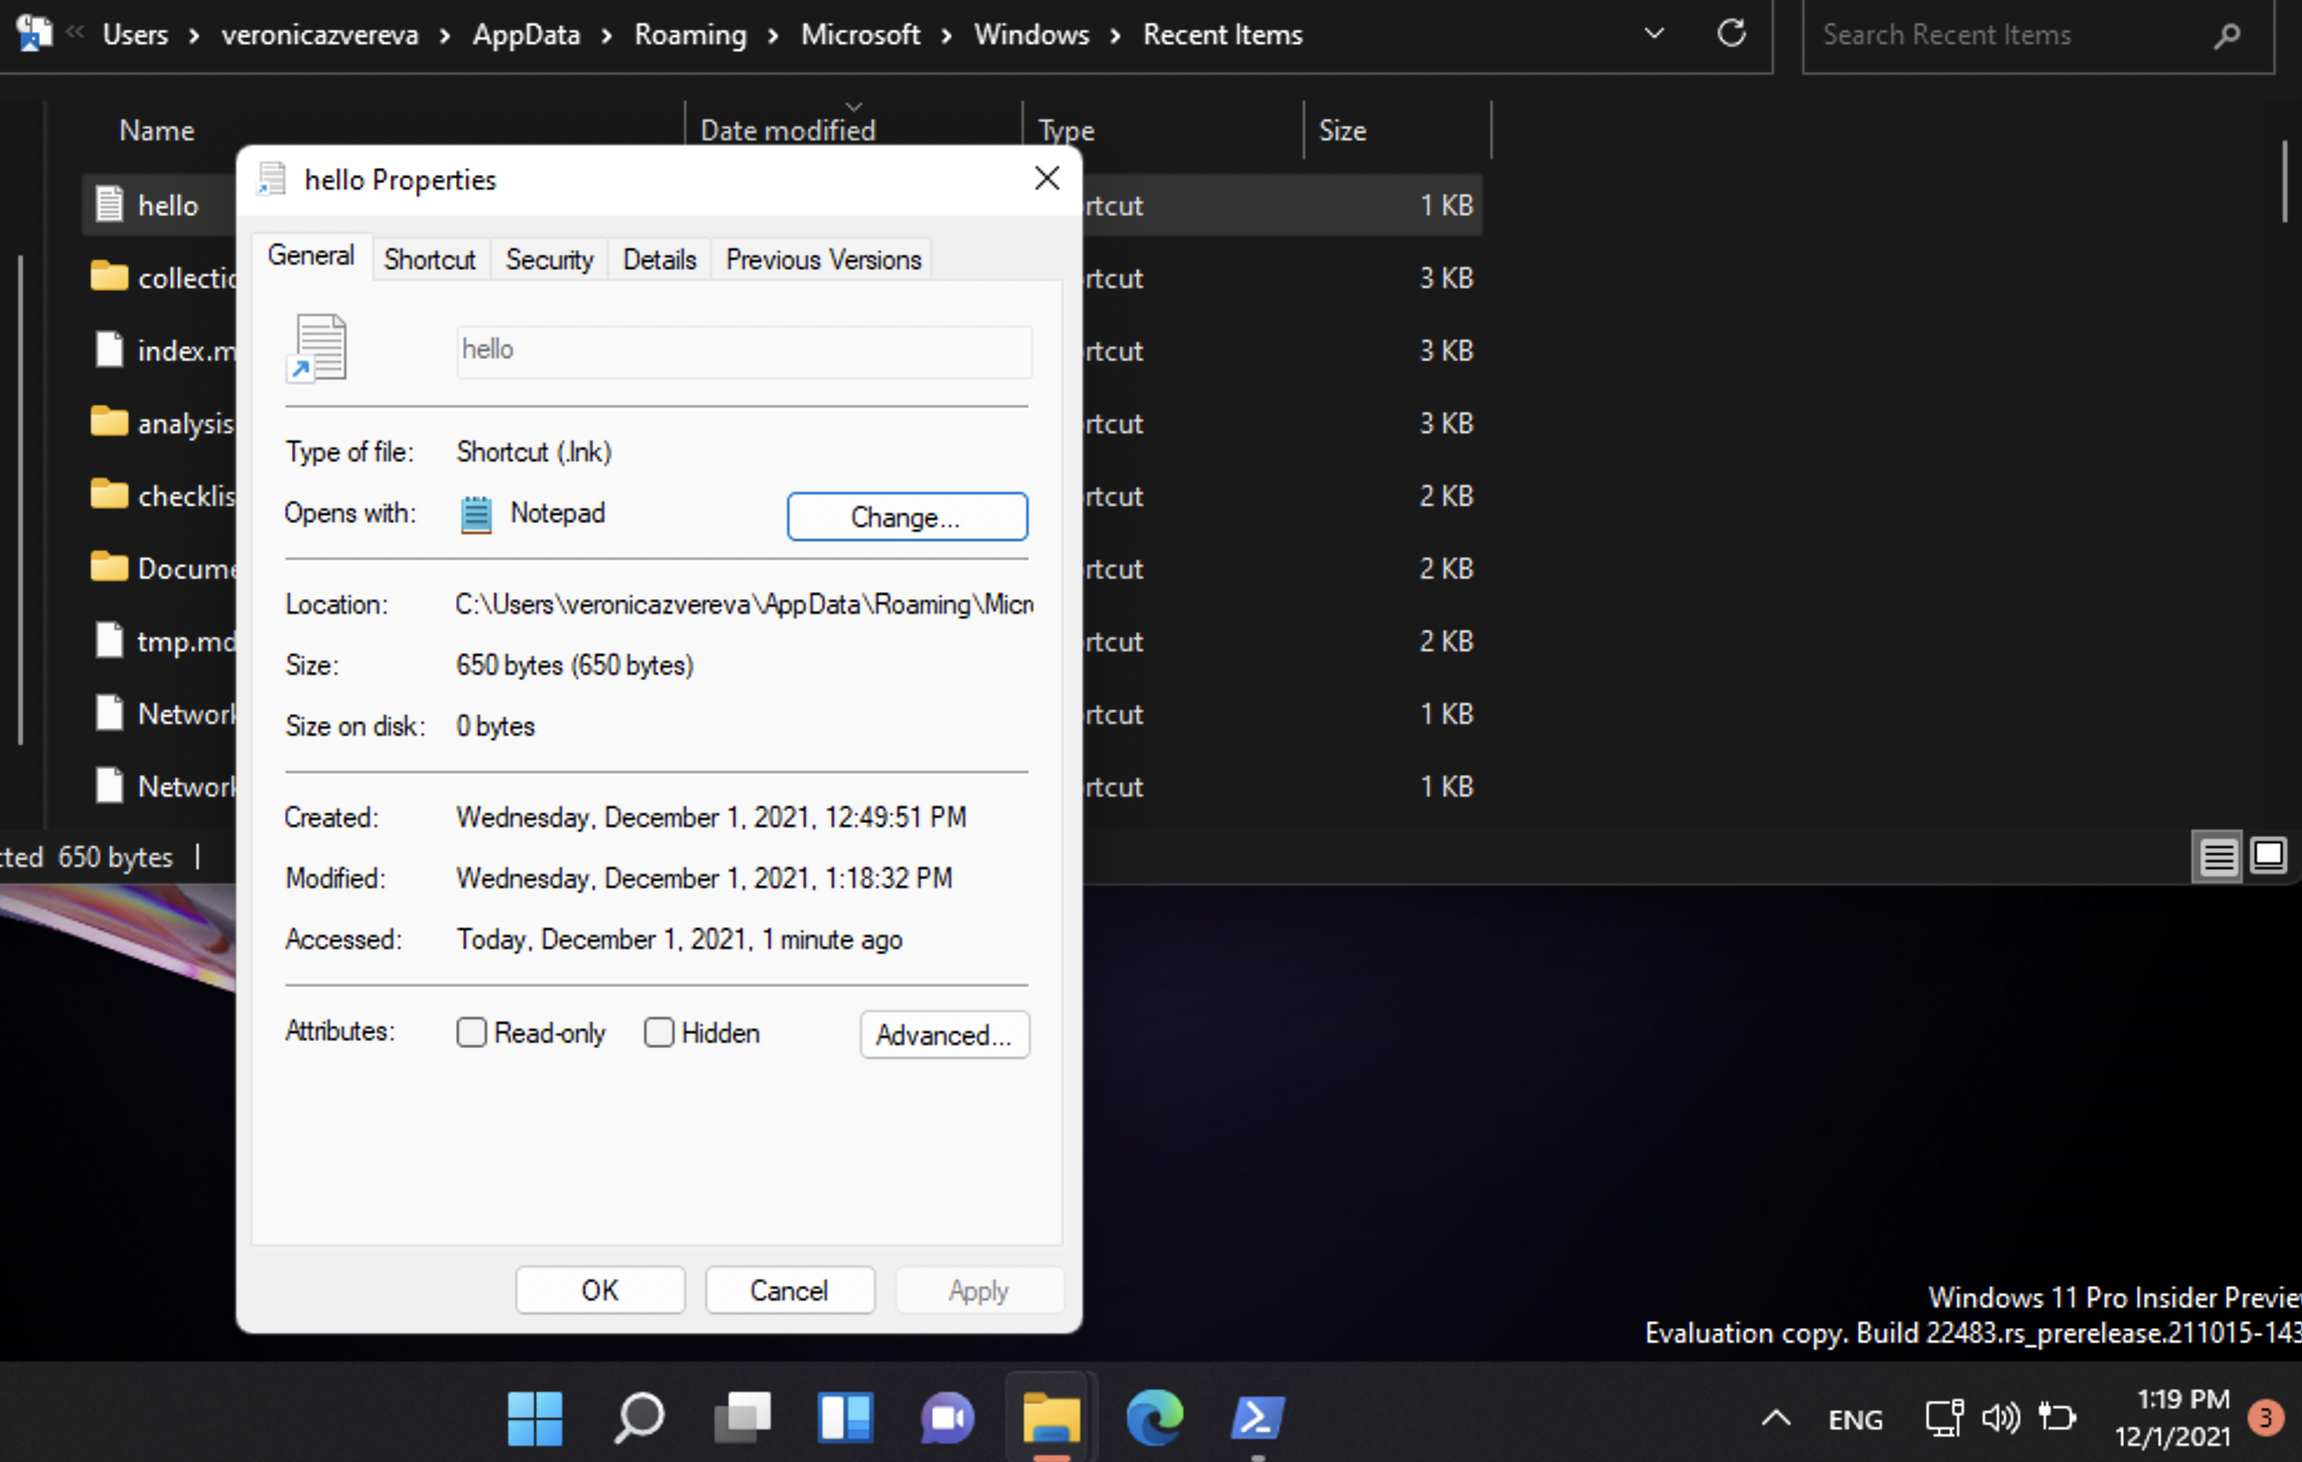 « Users › veronicazvereva › AppData › Roaming › Microsoft › Windows › Recent Items
Search Recent Items
Name Date modified Type Size
hello Properties
hello rtcut 1 KB
General Shortcut Security Details Previous Versions
collectio rtcut 3 KB
index.m rtcut 3 KB
hello
analysis rtcut 3 KB
Type of file: Shortcut (.lnk)
checklis rtcut 2 KB
Opens with: Notepad Change...
Docume rtcut 2 KB
Location: C:\Users\veronicazvereva\AppData\Roaming\Micr
tmp.md rtcut 2 KB
Size: 650 bytes (650 bytes)
Network rtcut 1 KB
Size on disk: 0 bytes
Network rtcut 1 KB
Created: Wednesday, December 1, 2021, 12:49:51 PM
cted 650 bytes
Modified: Wednesday, December 1, 2021, 1:18:32 PM
Accessed: Today, December 1, 2021, 1 minute ago
Attributes: Read-only Hidden Advanced...
OK Cancel Apply
Windows 11 Pro Insider Previe
Evaluation copy. Build 22483.rs_prerelease.211015-143
ENG
1:19 PM
12/1/2021
3